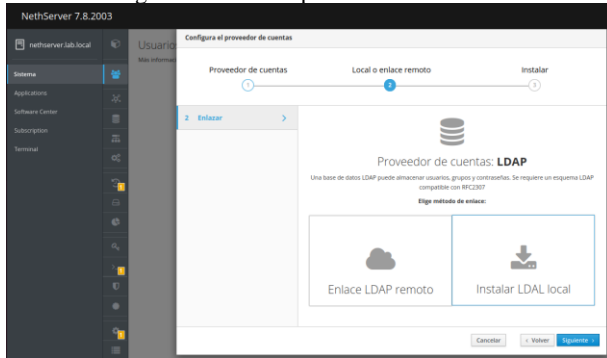 NethServer 7.8.2003
nethserver.lab.local
Sistema
Applications
Software Center
Subscription
Terminal
Usuario
Más informac
Configura el proveedor de cuentas
Proveedor de cuentas
Local o enlace remoto
Instalar
1
2
3
2 Enlazar
Proveedor de cuentas: LDAP
Una base de datos LDAP puede almacenar usuarios, grupos y contraseñas. Se requiere un esquema LDAP
compatible con RFC2307
Elige método de enlace:
Enlace LDAP remoto
Instalar LDAL local
Cancelar
Volver
Siguiente